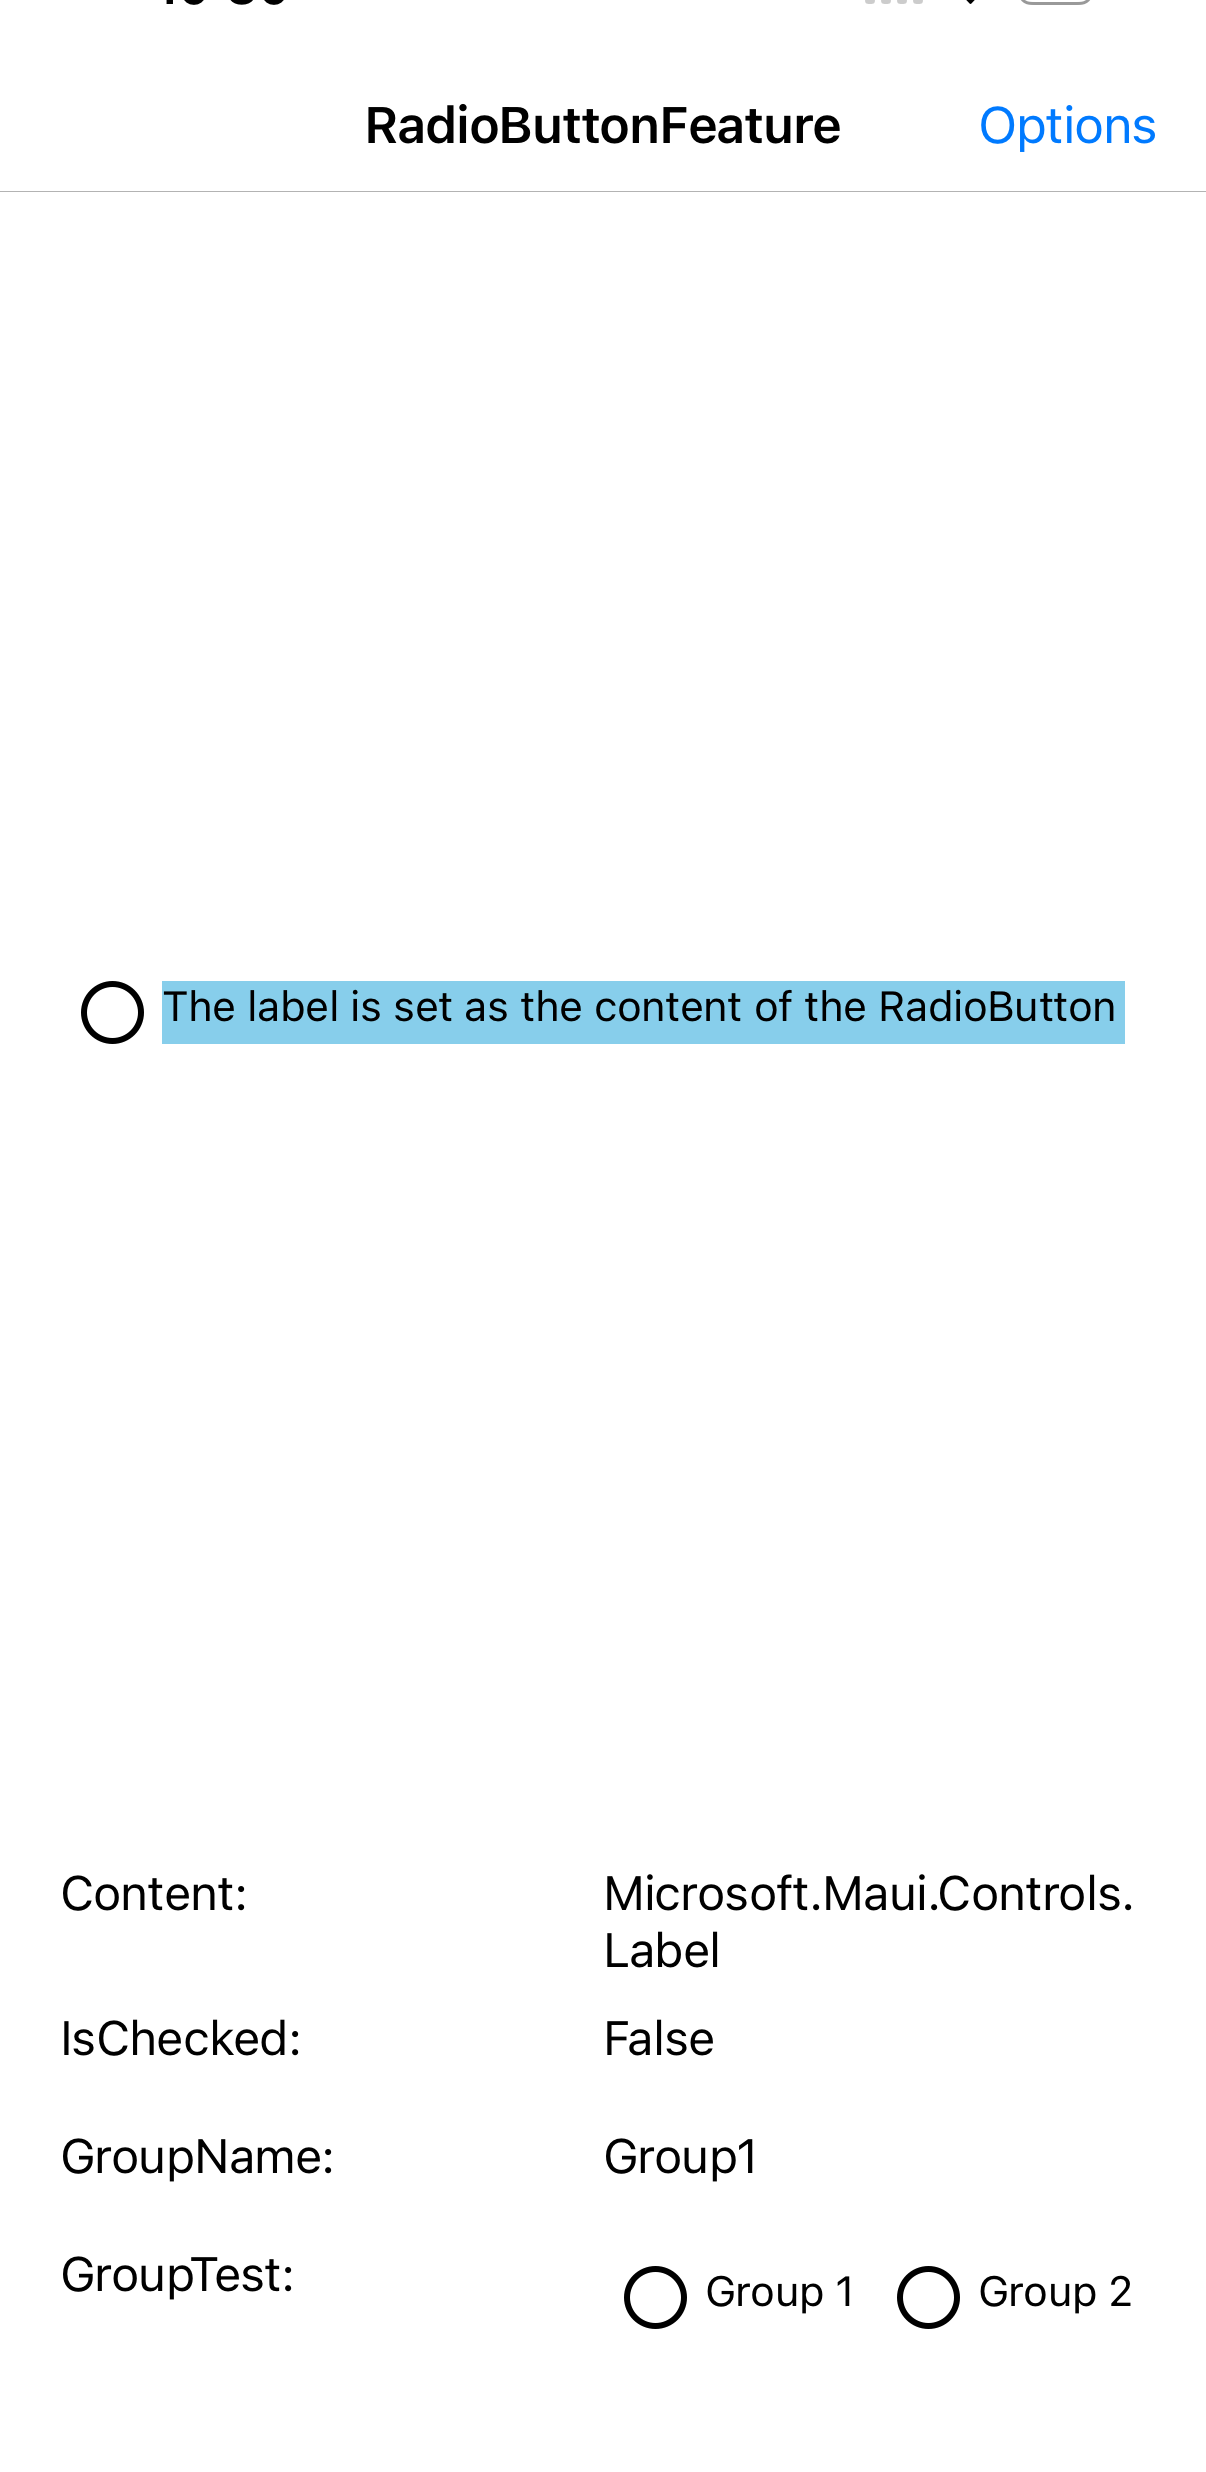 RadioButtonFeature
Options
The label is set as the content of the RadioButton
Content:
Microsoft.Maui.Controls.
Label
IsChecked:
False
GroupName:
Group1
GroupTest:
Group 1
Group 2